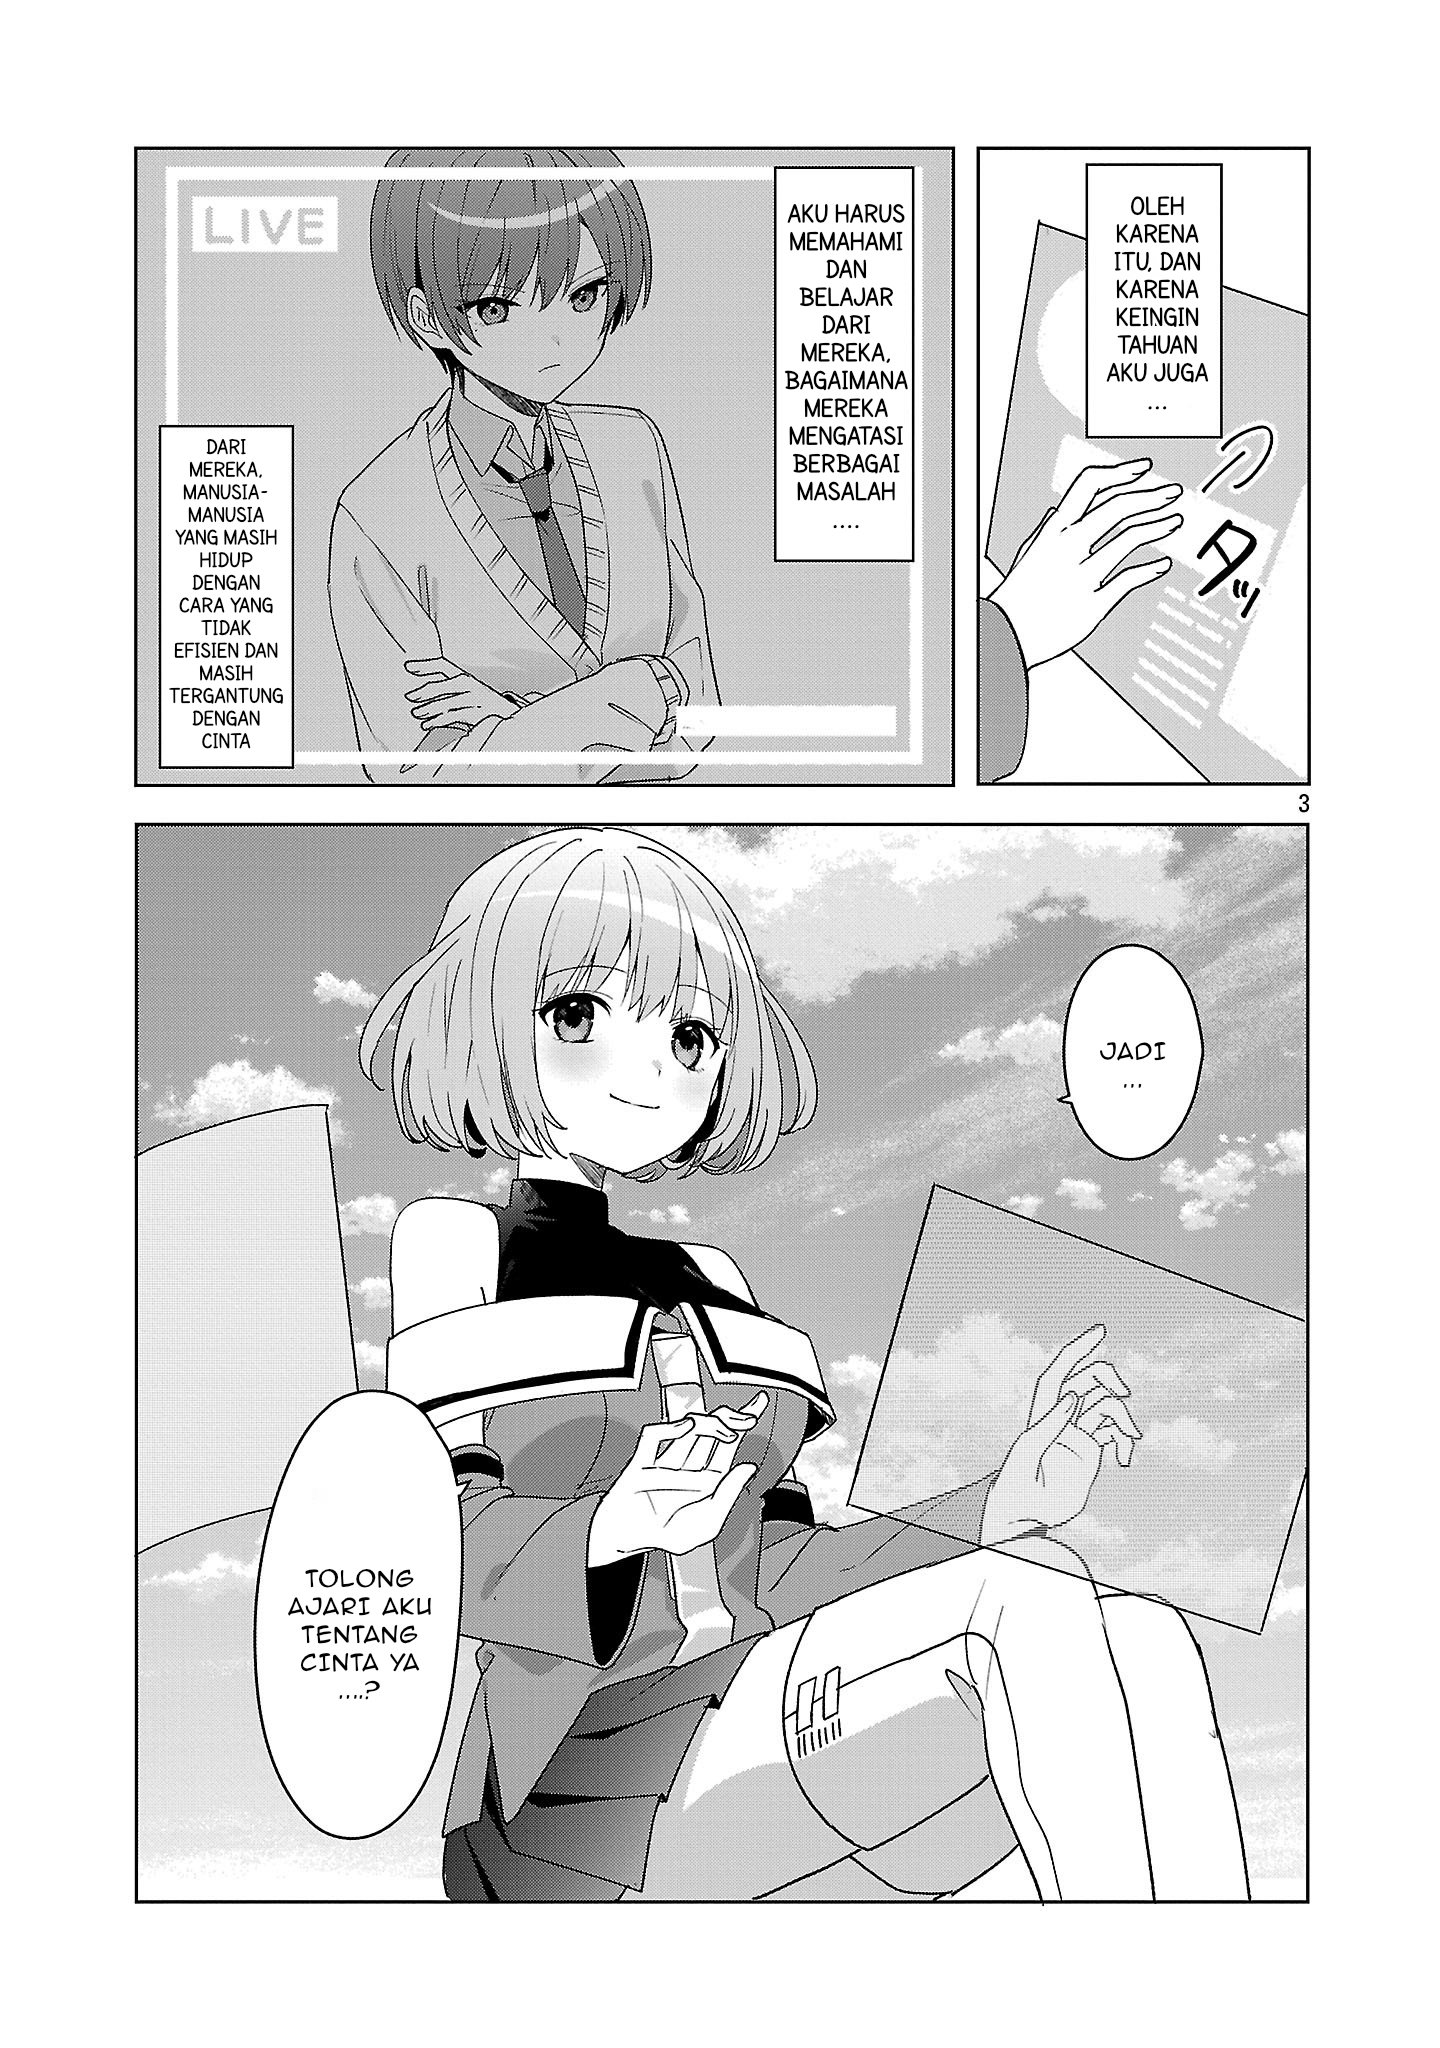 OLEH
KARENA
ITU, DAN
KARENA
KEINGIN
TAHUAN
AKU JUGA
...
タッ
LIVE
AKU HARUS
MEMAHAMI
DAN
BELAJAR
DARI
MEREKA,
BAGAIMANA
MEREKA
MENGATASI
BERBAGAI
MASALAH
....
DARI
MEREKA,
MANUSIA-
MANUSIA
YANG MASIH
HIDUP
DENGAN
CARA YANG
TIDAK
EFISIEN DAN
MASIH
TERGANTUNG
DENGAN
CINTA
3
JADI
...
TOLONG
AJARI AKU
TENTANG
CINTA YA
.....?